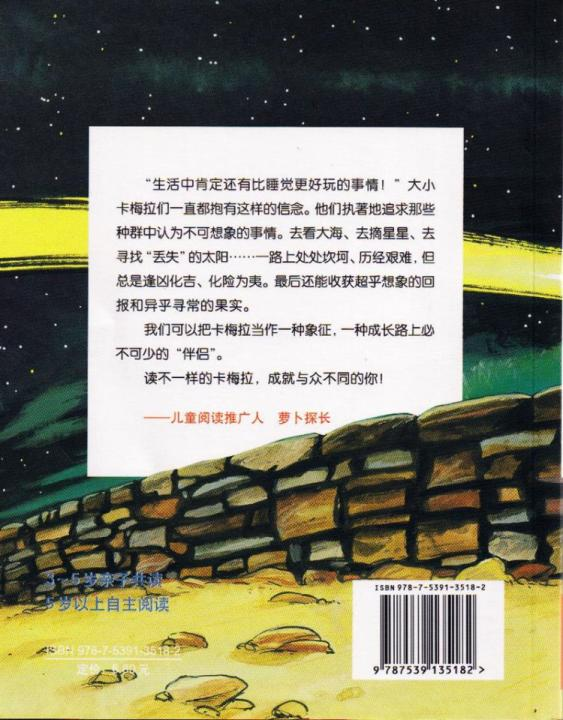 “生活中肯定还有比睡觉更好玩的事情！”大小
卡梅拉们一直都抱有这样的信念。他们执著地追求那些
种群中认为不可想象的事情。去看大海、去摘星星、去
寻找“丢失”的太阳……一路上处处坎坷、历经艰难，但
总是逢凶化吉、化险为夷。最后还能收获超乎想象的回
报和异乎寻常的果实。
我们可以把卡梅拉当作一种象征，一种成长路上必
不可少的“伴侣”。
读不一样的卡梅拉，成就与众不同的你！
——儿童阅读推广人 萝卜探长
3～5岁亲子共读
5岁以上自主阅读
ISBN 978-7-5391-3518-2
定价：6.80 元
ISBN 978-7-5391-3518-2
9 787539 135182 >